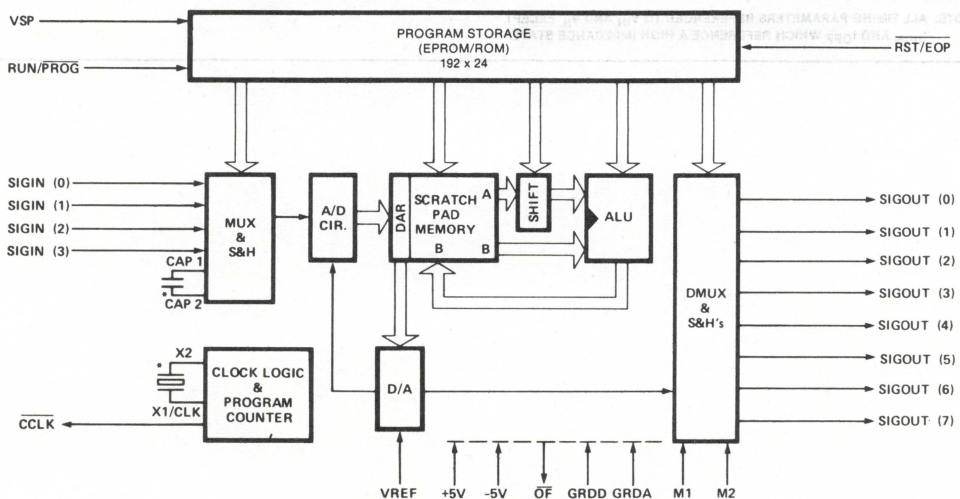 VSP
RUN/PROG
PROGRAM STORAGE
(EPROM/ROM)
192 x 24
RST/EOP
SIGIN (0)
SIGIN (1)
SIGIN (2)
SIGIN (3)
CAP 1
* CAP 2
MUX
&
S&H
A/D
CIR.
DAR
SCRATCH
PAD
MEMORY
A
B
B
SHIFT
ALU
DMUX
&
S&H's
SIGOUT (0)
SIGOUT (1)
SIGOUT (2)
SIGOUT (3)
SIGOUT (4)
SIGOUT (5)
SIGOUT (6)
SIGOUT (7)
* X2
X1/CLK
CLOCK LOGIC
&
PROGRAM
COUNTER
CCLK
D/A
VREF
+5V
-5V
OF
GRDD
GRDA
M1
M2